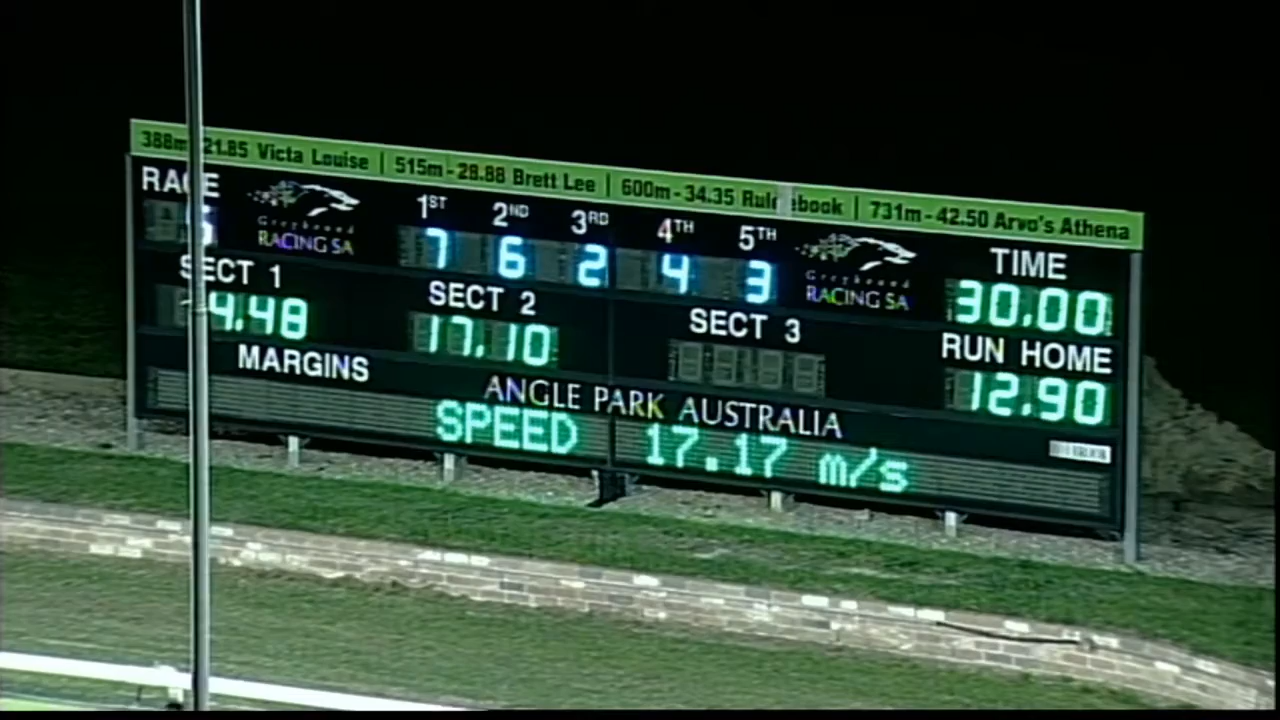 388m 21.85 Victa Louise | 515m - 28.88 Brett Lee | 600m - 34.35 Rulebook | 731m - 42.50 Arvo's Athena
RACE
Greyhound
RACING SA
1ST 2ND 3RD 4TH 5TH
7 6 2 4 3
Greyhound
RACING SA
TIME
30.00
SECT 1
4.48
SECT 2
17.10
SECT 3
RUN HOME
12.90
MARGINS
ANGLE PARK AUSTRALIA
SPEED 17.17 m/s